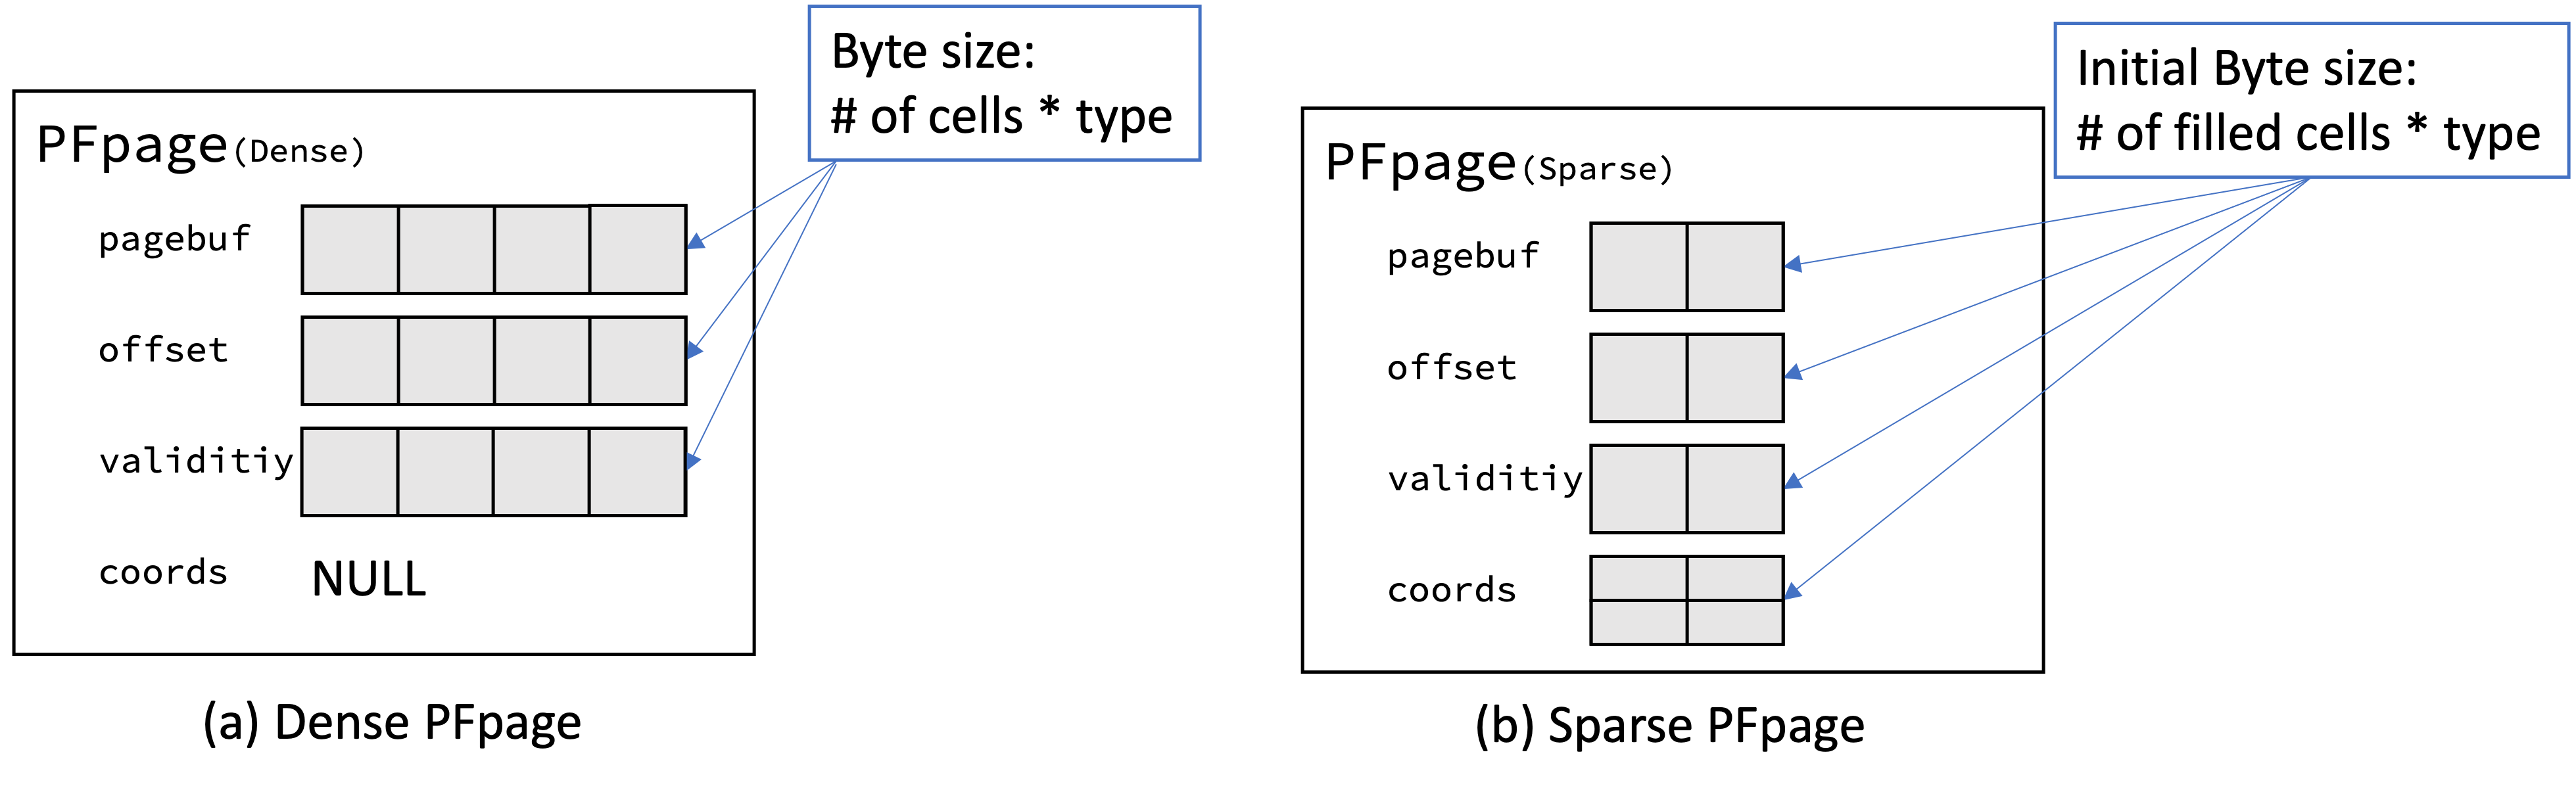 Byte size:
# of cells * type
PFpage(Dense)
pagebuf
offset
validitiy
coords NULL
(a) Dense PFpage
Initial Byte size:
# of filled cells * type
PFpage(Sparse)
pagebuf
offset
validitiy
coords
(b) Sparse PFpage